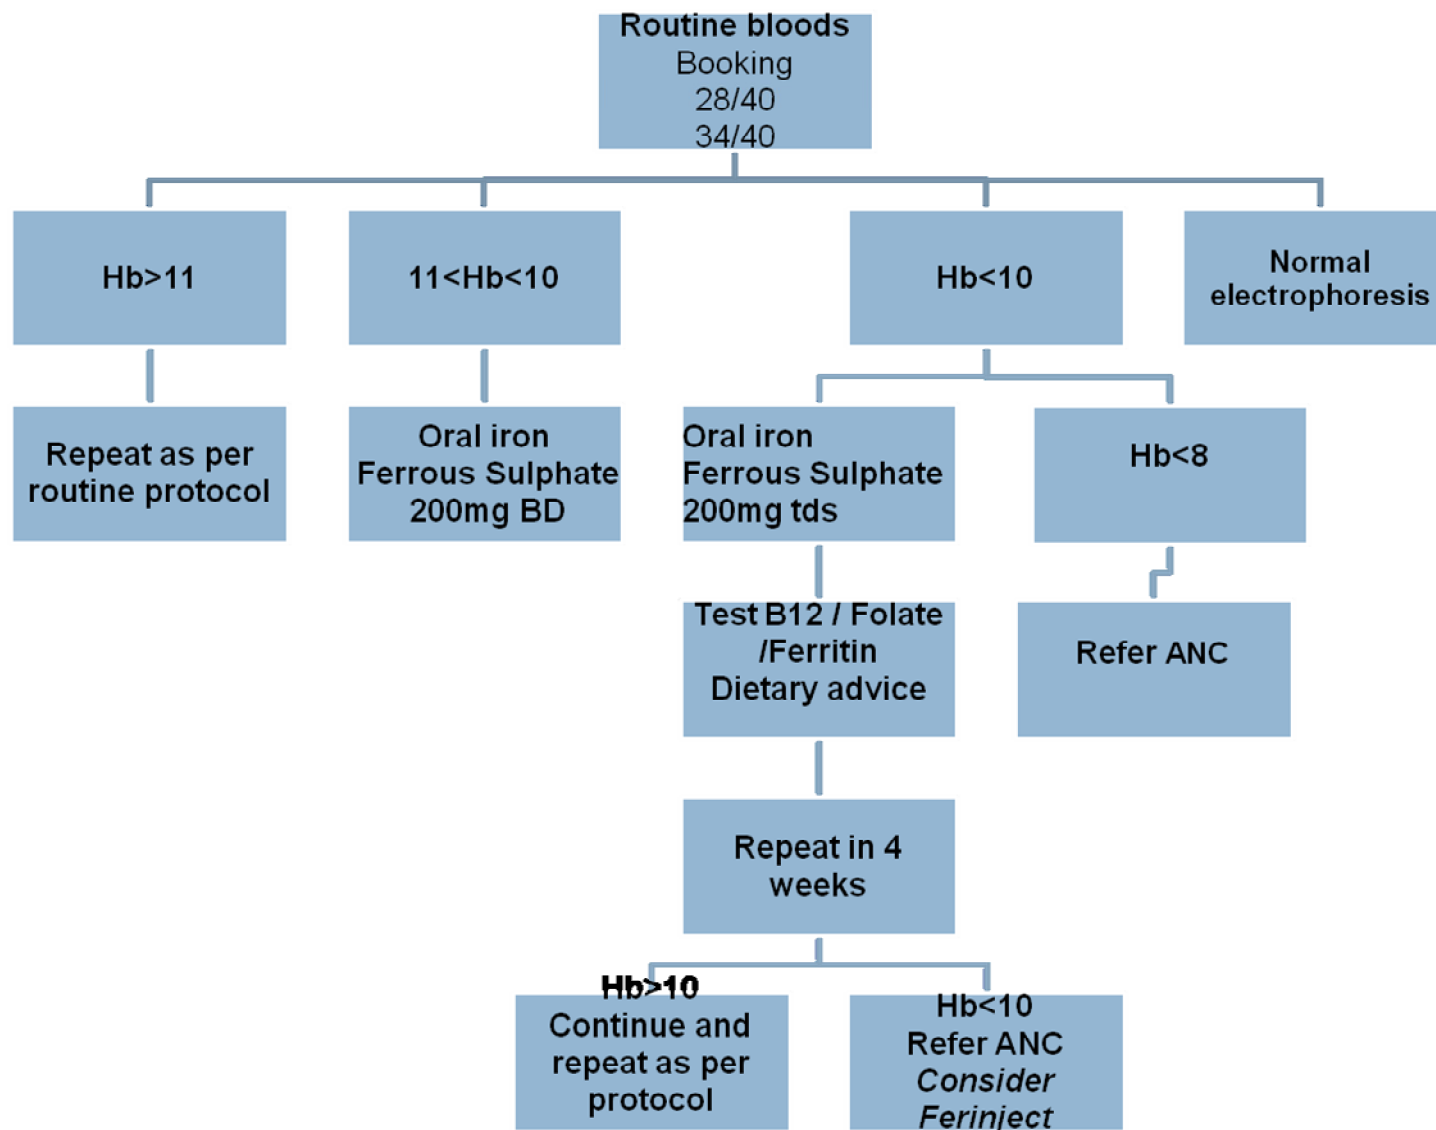 Routine bloods
Booking
28/40
34/40
Hb>11
11<Hb<10
Hb<10
Normal
electrophoresis
Repeat as per
routine protocol
Oral iron
Ferrous Sulphate
200mg BD
Oral iron
Ferrous Sulphate
200mg tds
Hb<8
Test B12 / Folate
/Ferritin
Dietary advice
Refer ANC
Repeat in 4
weeks
Hb>10
Continue and
repeat as per
protocol
Hb<10
Refer ANC
Consider
Ferinject